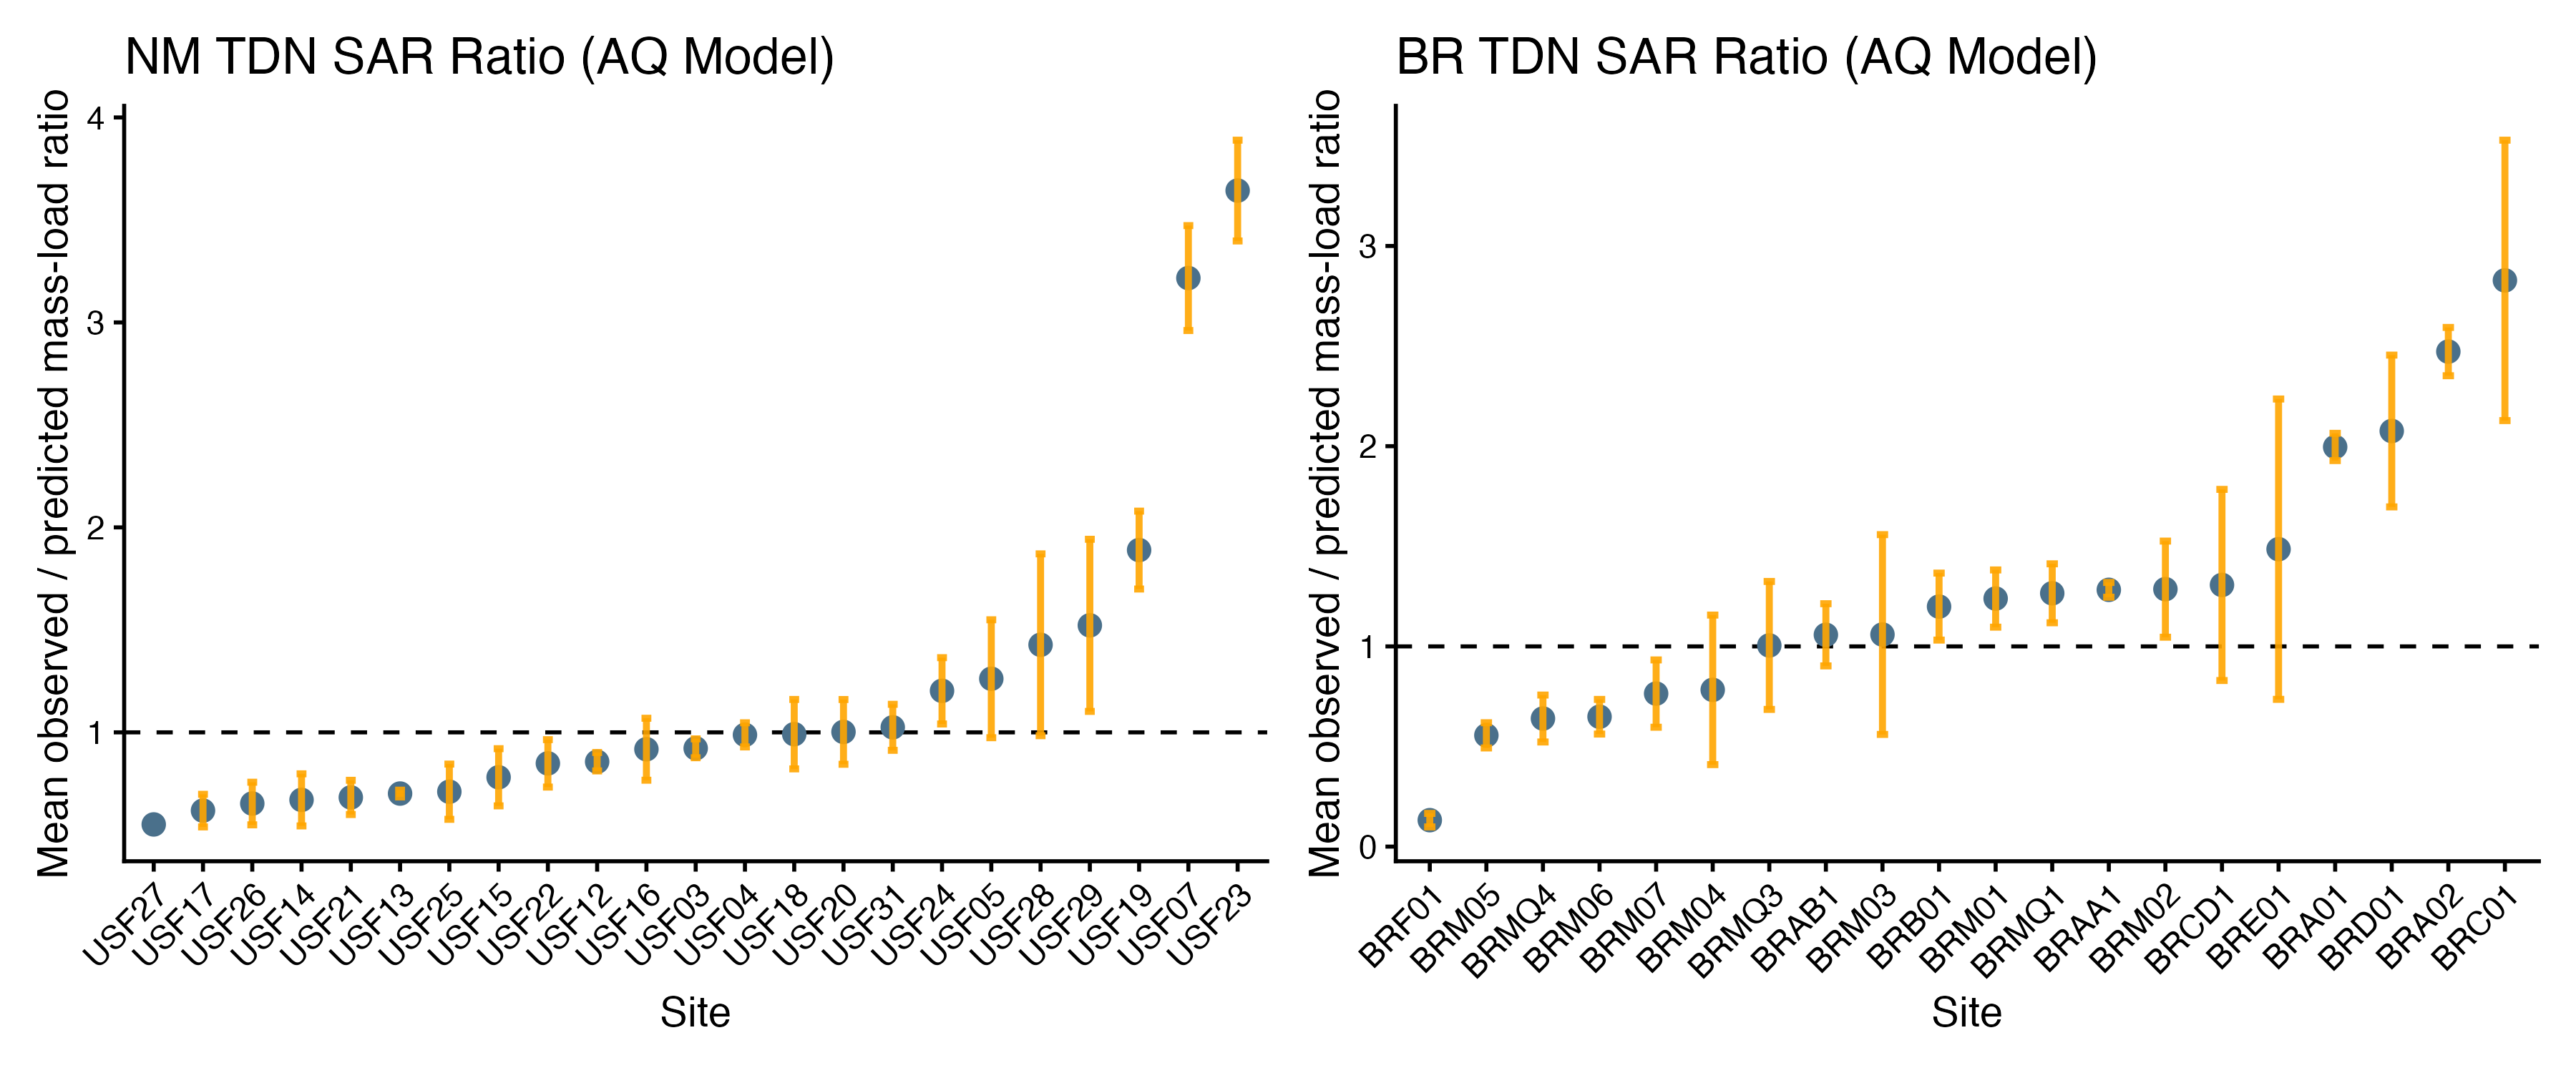 NM TDN SAR Ratio (AQ Model)
Mean observed / predicted mass-load ratio
4
3
2
1
USF27
USF17
USF26
USF14
USF21
USF13
USF25
USF15
USF22
USF12
USF16
USF03
USF04
USF18
USF20
USF31
USF24
USF05
USF28
USF29
USF19
USF07
USF23
Site
BR TDN SAR Ratio (AQ Model)
Mean observed / predicted mass-load ratio
3
2
1
0
BRF01
BRM05
BRMQ4
BRM06
BRM07
BRM04
BRMQ3
BRAB1
BRM03
BRB01
BRM01
BRMQ1
BRAA1
BRM02
BRCD1
BRE01
BRA01
BRD01
BRA02
BRC01
Site